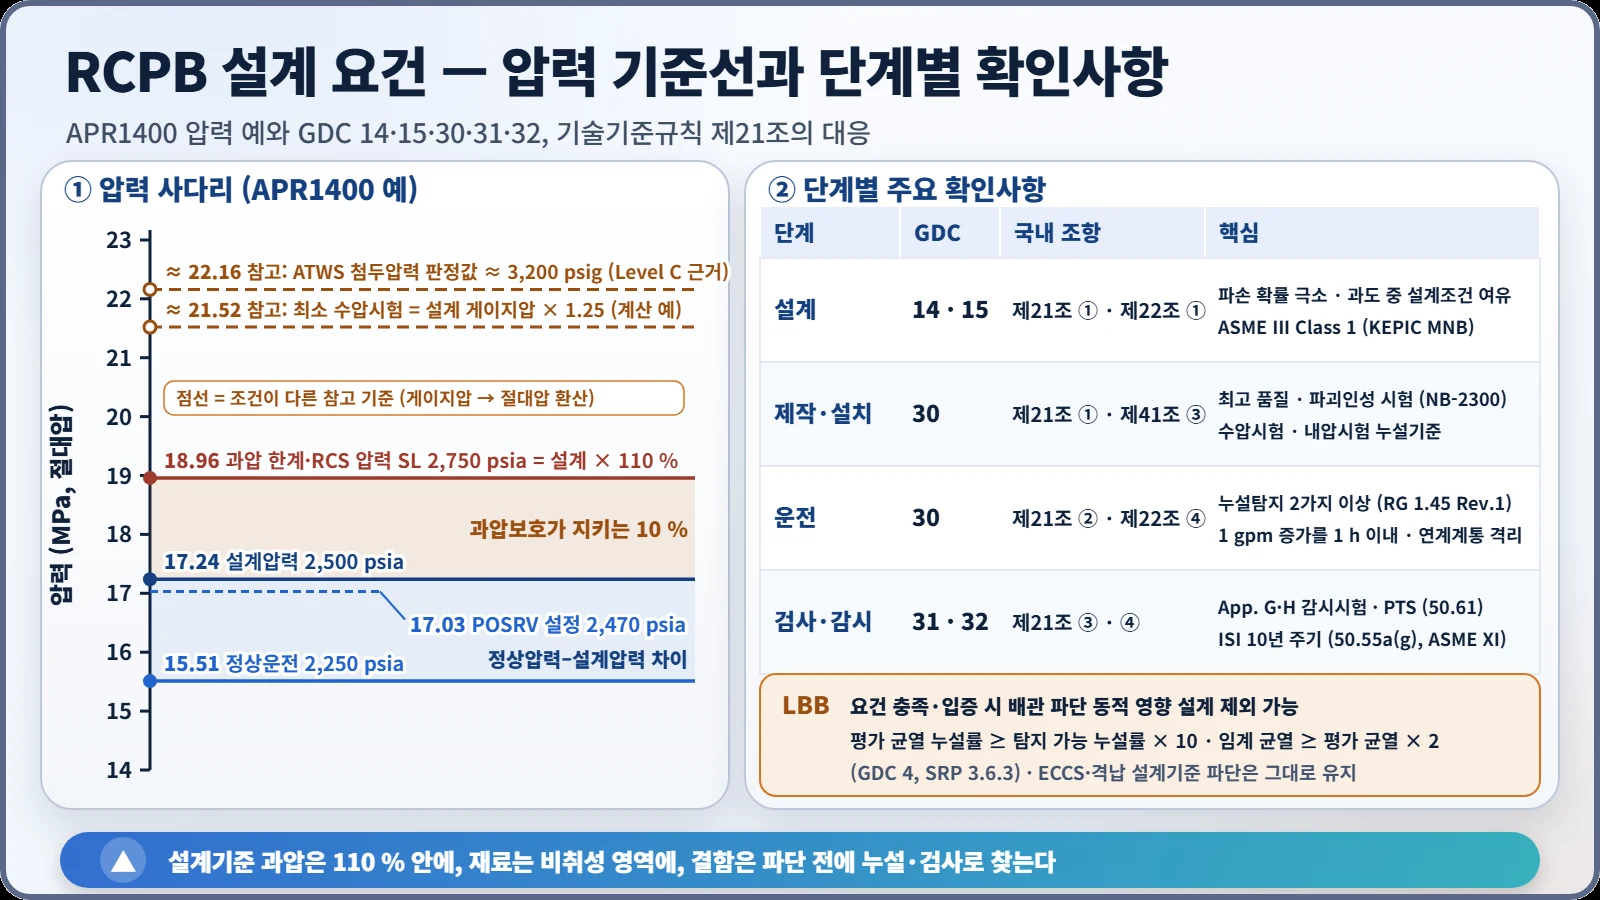 RCPB 설계 요건 — 압력 기준선과 단계별 확인사항
APR1400 압력 예와 GDC 14·15·30·31·32, 기술기준규칙 제21조의 대응
① 압력 사다리 (APR1400 예)
압력 (MPa, 절대압)
23
22
21
20
19
18
17
16
15
14
≈ 22.16 참고: ATWS 첨두압력 판정값 ≈ 3,200 psig (Level C 근거)
≈ 21.52 참고: 최소 수압시험 = 설계 게이지압 × 1.25 (계산 예)
점선 = 조건이 다른 참고 기준 (게이지압 → 절대압 환산)
18.96 과압 한계·RCS 압력 SL 2,750 psia = 설계 × 110 %
과압보호가 지키는 10 %
17.24 설계압력 2,500 psia
17.03 POSRV 설정 2,470 psia
정상압력–설계압력 차이
15.51 정상운전 2,250 psia
② 단계별 주요 확인사항
단계 GDC 국내 조항 핵심
설계 14 · 15 제21조 ① · 제22조 ① 파손 확률 극소 · 과도 중 설계조건 여유
ASME III Class 1 (KEPIC MNB)
제작·설치 30 제21조 ① · 제41조 ③ 최고 품질 · 파괴인성 시험 (NB-2300)
수압시험 · 내압시험 누설기준
운전 30 제21조 ② · 제22조 ④ 누설탐지 2가지 이상 (RG 1.45 Rev.1)
1 gpm 증가를 1 h 이내 · 연계계통 격리
검사·감시 31 · 32 제21조 ③ · ④ App. G·H 감시시험 · PTS (50.61)
ISI 10년 주기 (50.55a(g), ASME XI)
LBB 요건 충족·입증 시 배관 파단 동적 영향 설계 제외 가능
평가 균열 누설률 ≥ 탐지 가능 누설률 × 10 · 임계 균열 ≥ 평가 균열 × 2
(GDC 4, SRP 3.6.3) · ECCS·격납 설계기준 파단은 그대로 유지
▲ 설계기준 과압은 110 % 안에, 재료는 비취성 영역에, 결함은 파단 전에 누설·검사로 찾는다